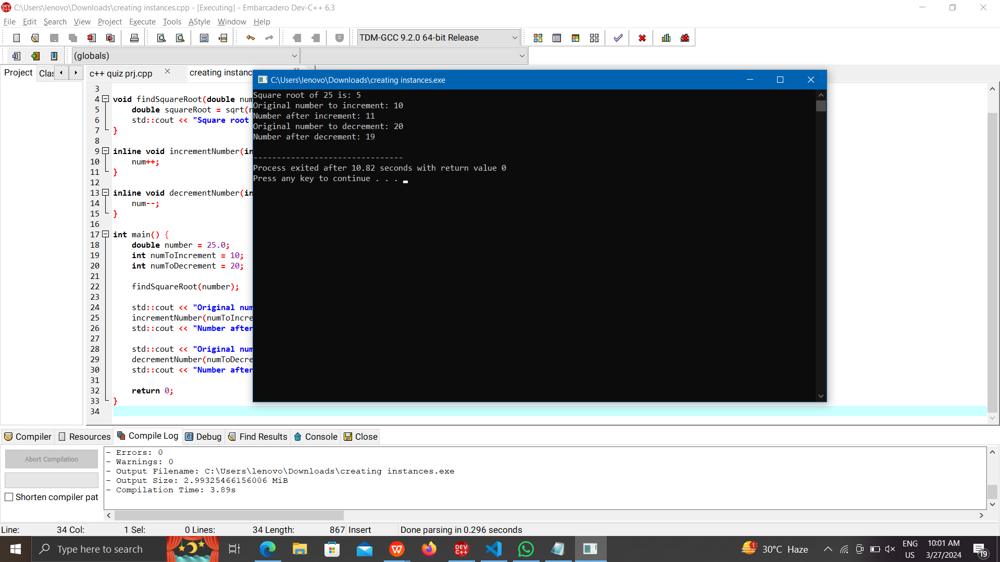 C:\Users\lenovo\Downloads\creating instances.cpp - [Executing] - Embarcadero Dev-C++ 6.3
File Edit Search View Project Execute Tools AStyle Window Help
TDM-GCC 9.2.0 64-bit Release
(globals)
Project Clas c++ quiz prj.cpp creating instanc
C:\Users\lenovo\Downloads\creating instances.exe
Square root of 25 is: 5
Original number to increment: 10
Number after increment: 11
Original number to decrement: 20
Number after decrement: 19
--------------------------------
Process exited after 10.82 seconds with return value 0
Press any key to continue . . .
3
4 void findSquareRoot(double num
5 double squareRoot = sqrt(n
6 std::cout << "Square root
7 }
8
9 inline void incrementNumber(in
10 num++;
11 }
12
13 inline void decrementNumber(in
14 num--;
15 }
16
17 int main() {
18 double number = 25.0;
19 int numToIncrement = 10;
20 int numToDecrement = 20;
21
22 findSquareRoot(number);
23
24 std::cout << "Original num
25 incrementNumber(numToIncre
26 std::cout << "Number after
27
28 std::cout << "Original num
29 decrementNumber(numToDecre
30 std::cout << "Number after
31
32 return 0;
33 }
34
Compiler Resources Compile Log Debug Find Results Console Close
Abort Compilation
Shorten compiler pat
- Errors: 0
- Warnings: 0
- Output Filename: C:\Users\lenovo\Downloads\creating instances.exe
- Output Size: 2.99325466156006 MiB
- Compilation Time: 3.89s
Line: 34 Col: 1 Sel: 0 Lines: 34 Length: 867 Insert Done parsing in 0.296 seconds
Type here to search
30°C Haze
ENG
US
10:01 AM
3/27/2024
19